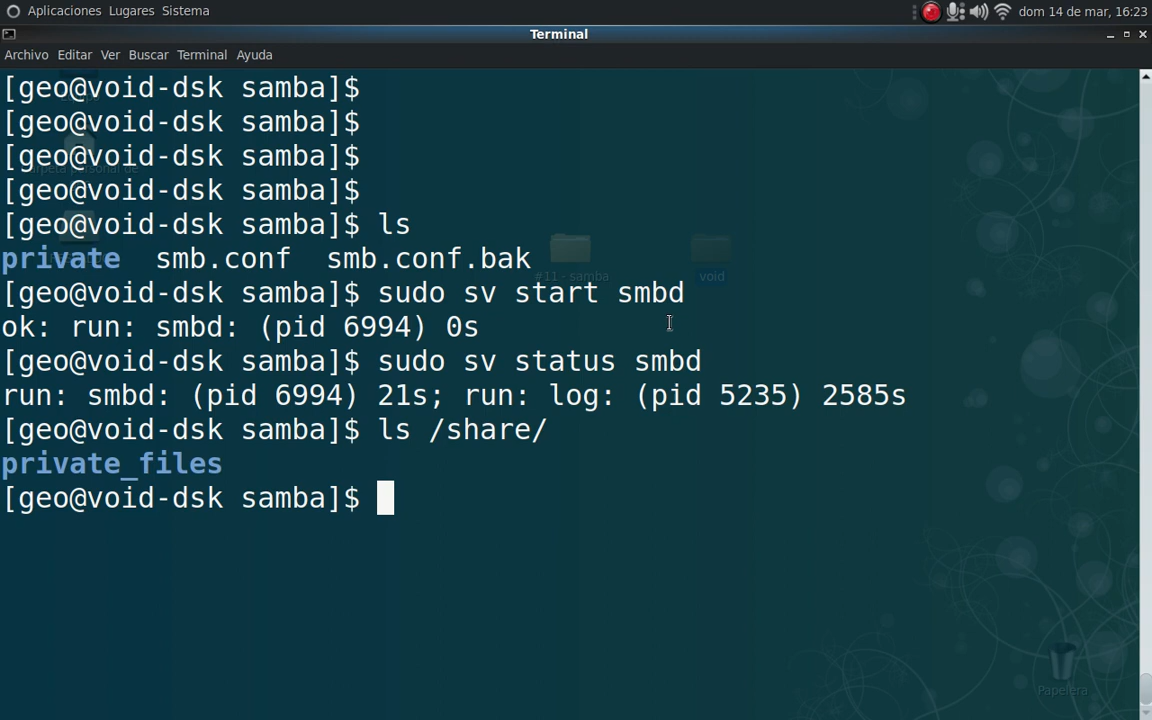 Aplicaciones Lugares Sistema
dom 14 de mar, 16:23
Terminal
Archivo Editar Ver Buscar Terminal Ayuda
[geo@void-dsk samba]$
[geo@void-dsk samba]$
[geo@void-dsk samba]$
[geo@void-dsk samba]$
[geo@void-dsk samba]$ ls
private  smb.conf  smb.conf.bak
[geo@void-dsk samba]$ sudo sv start smbd
ok: run: smbd: (pid 6994) 0s
[geo@void-dsk samba]$ sudo sv status smbd
run: smbd: (pid 6994) 21s; run: log: (pid 5235) 2585s
[geo@void-dsk samba]$ ls /share/
private_files
[geo@void-dsk samba]$
#11 - samba
void
Papelera